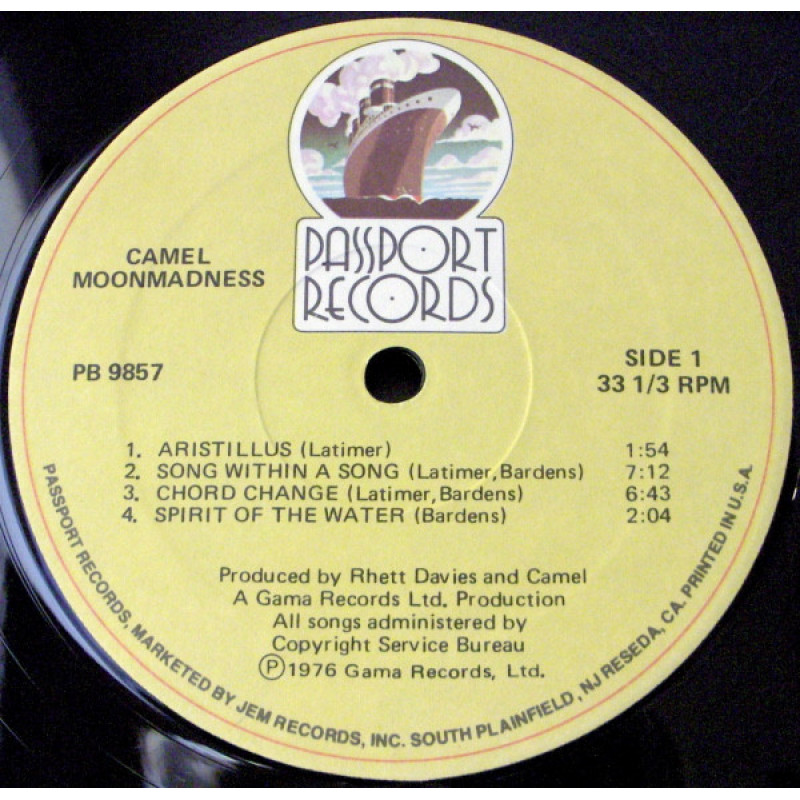 PASSPORT
RECORDS
CAMEL
MOONMADNESS
PB 9857
SIDE 1
33 1/3 RPM
1. ARISTILLUS (Latimer) 1:54
2. SONG WITHIN A SONG (Latimer, Bardens) 7:12
3. CHORD CHANGE (Latimer, Bardens) 6:43
4. SPIRIT OF THE WATER (Bardens) 2:04
Produced by Rhett Davies and Camel
A Gama Records Ltd. Production
All songs administered by
Copyright Service Bureau
Ⓟ1976 Gama Records, Ltd.
PASSPORT RECORDS, MARKETED BY JEM RECORDS, INC. SOUTH PLAINFIELD, NJ RESEDA, CA. PRINTED IN U.S.A.